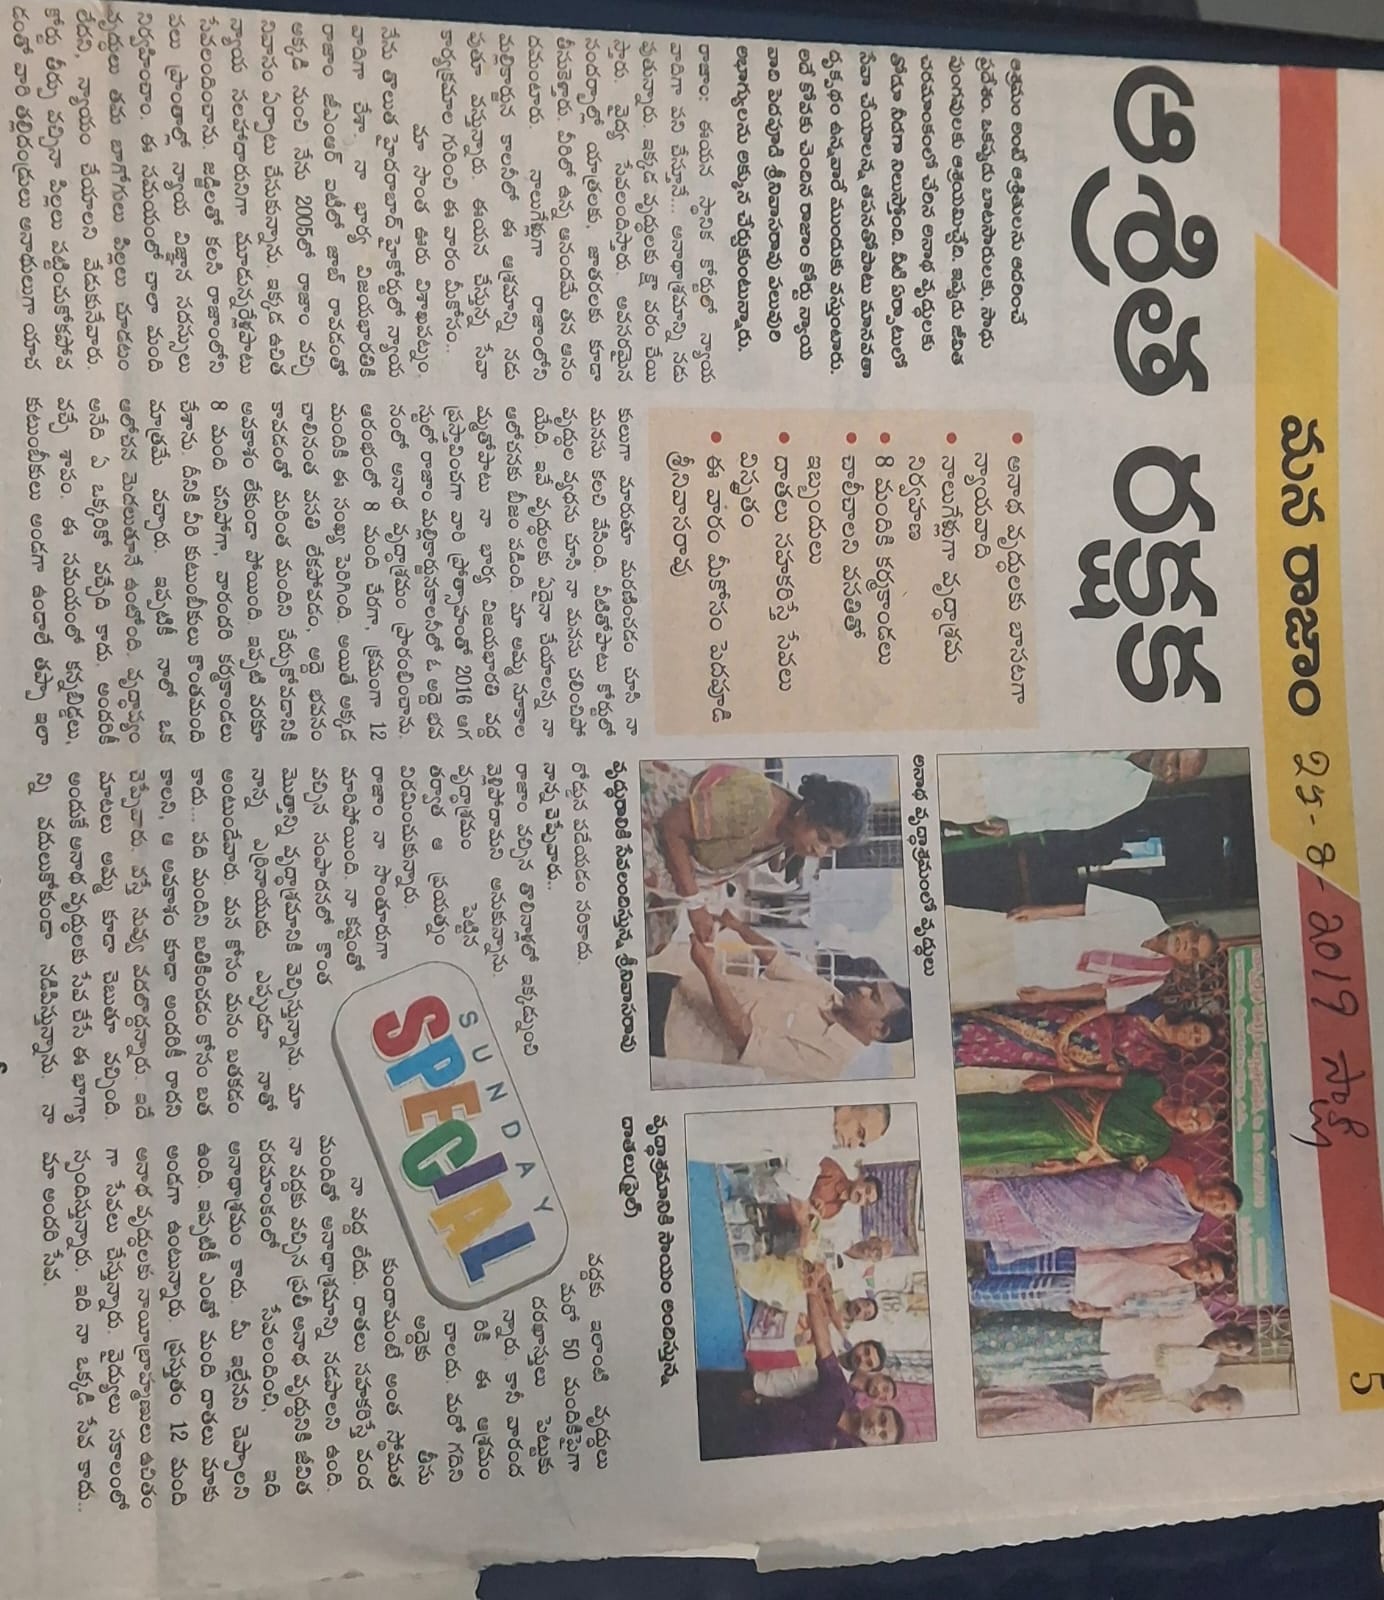 5
మన రాజాం
25-8-2019 సాక్షి
ఆశ్రిత రక్షక
ఆశ్రమం అంటే ఆశ్రితులను ఆదరించే
ప్రదేశం. ఒకప్పుడు బాటసారులకు, సాధు
పుంగవులకు ఆశ్రయమిచ్చేది. ఇప్పుడు జీవిత
చరమాంకంలో చేరిన అనాథ వృద్ధులకు
తోడూ నీడగా నిలుస్తోంది. వీటి ఏర్పాటులో
సేవా చేయాలన్న తపనతోపాటు మానవతా
దృక్పథం ఉన్నవారే ముందుకు వస్తుంటారు.
అదే కోవకు చెందిన రాజాం కోర్టు న్యాయ
వాది పెదపూడి శ్రీనివాసరావు పలువురి
అభాగ్యులను అక్కున చేర్చుకుంటున్నారు.
• అనాథ వృద్ధులకు బాసటగా
న్యాయవాది
• నాలుగేళ్లుగా వృద్ధాశ్రమ
నిర్వహణ
• 8 మందికి కర్మకాండలు
• చాలీచాలని వసతితో
ఇబ్బందులు
• దాతలు సహకరిస్తే సేవలు
విస్తృతం
• ఈ వారం మీకోసం పెదపూడి
శ్రీనివాసరావు
అనాథ వృద్ధాశ్రమంలో వృద్ధులు
వృద్ధురాలికి సేవలందిస్తున్న శ్రీనివాసరావు
వృద్ధాశ్రమానికి సాయం అందిస్తున్న
దాతలు(ఫైల్)
రాజాం: ఈయన స్థానిక కోర్టులో న్యాయ
వాదిగా పని చేస్తూనే... అనాథాశ్రమాన్ని నడు
పుతున్నారు. ఇక్కడ వృద్ధులకు క్షౌ వరం చేయి
స్తారు. వైద్య సేవలందిస్తారు. అవసరమైన
సందర్భాల్లో యాత్రలకు, జాతరలకు కూడా
తీసుకెళ్తారు. వీరిలో ఉన్న ఆనందమే తన ఆనం
దమంటారు. నాలుగేళ్లుగా రాజాంలోని
మల్లికార్జున కాలనీలో ఈ ఆశ్రమాన్ని నడు
పుతూ వస్తున్నారు. ఈయన చేస్తున్న సేవా
కార్యక్రమాల గురించి ఈ వారం మీకోసం..
మా సొంత ఊరు విశాఖపట్నం.
నేను తొలుత హైదరాబాద్ హైకోర్టులో న్యాయ
వాదిగా చేశా. నా భార్య విజయభారతికి
రాజాం జీఎంఆర్ ఐటీలో జాబ్ రావడంతో
అక్కడి నుంచి నేను 2005లో రాజాం వచ్చి
నివాసం ఏర్పాటు చేసుకున్నాను. ఇక్కడ ఉచిత
న్యాయ సలహాదారునిగా మూడున్నరేళ్లపాటు
సేవలందించాను. జడ్జిలతో కలసి రాజాంలోని
పలు ప్రాంతాల్లో న్యాయ విజ్ఞాన సదస్సులు
నిర్వహించాం. ఈ సమయంలో చాలా మంది
వృద్ధులు తమ బాగోగులు పిల్లలు చూడటం
లేదని, న్యాయం చేయాలని వేడుకునేవారు.
కోర్టు తీర్పు వచ్చినా పిల్లలు పట్టించుకోకపోవ
డంతో వారి తల్లిదండ్రులు అనాథులుగా యాచ
కులుగా మారుతూ మరణించడం చూసి నా
మనసు కలచి వేసింది. వీటితోపాటు కోర్టులో
వృద్ధుల వ్యధను చూసి నా మనసు చలించిపో
యేది. ఇవే వృద్ధులకు ఏదైనా చేయాలన్న నా
ఆలోచనకు బీజం పడింది. మా అమ్మ నూకాల
మ్మతోపాటు నా భార్య విజయభారతి వద్ద
ప్రస్తావించగా వారి ప్రోత్సాహంతో 2016 ఆగ
స్టులో రాజాం మల్లికార్జునకాలనీలో ఓ అద్దె భవ
నంలో అనాథ వృద్ధాశ్రమం ప్రారంభించాను.
ఆరంభంలో 8 మంది చేరగా, క్రమంగా 12
మందికి ఈ సంఖ్య పెరిగింది. అయితే అక్కడ
చాలినంత వసతి లేకపోవడం, అద్దె భవనం
కావడంతో మరింత మందిని చేర్చుకోవడానికి
అవకాశం లేకుండా పోయింది. ఇప్పటి వరకూ
8 మంది చనిపోగా, వారందరి కర్మకాండలు
చేశాను. దీనికి వీరి కుటుంబీకులు కొంతమంది
మాత్రమే వచ్చారు. ఇప్పటికీ నాలో ఒక
ఆలోచన మెదలుతూనే ఉంటోంది. వృద్ధాప్యం
అనేది ఏ ఒక్కరికో వచ్చేది కాదు. అందరికీ
వచ్చే శాపం. ఈ సమయంలో కన్నబిడ్డలు,
కుటుంబీకులు అండగా ఉండాలే తప్పా ఇలా
రోడ్డున పడేయడం సరికాదు.
నాన్న చెప్పేవారు..
రాజాం వచ్చిన తొలినాళ్లలో ఇక్కడ్నుంచి
వెళ్లిపోదామని అనుకున్నాను.
వృద్ధాశ్రమం పెట్టిన
తర్వాత ఆ ప్రయత్నం
విరమించుకున్నారు.
రాజాం నా సొంతూరుగా
మారిపోయింది. నా కష్టంతో
వచ్చిన సంపాదనలో కొంత
మొత్తాన్ని వృద్ధాశ్రమానికి వెచ్చిస్తున్నాను. మా
నాన్న ఎర్రినాయుడు ఎప్పుడూ నాతో
అంటుండేవారు. మన కోసం మనం బతకడం
కాదు... పది మందిని బతికించడం కోసం బత
కాలని, ఆ అవకాశం కూడా అందరికీ రాదని
చెప్పేవారు. వస్తే నువ్వు వదలొద్దన్నారు. ఇదే
మాటలు అమ్మ కూడా చెబుతూ వచ్చింది.
అందుకే అనాథ వృద్ధులకు సేవ చేసే ఈ భాగ్యా
న్ని వదులుకోకుండా నడిపిస్తున్నాను. నా
SUNDAY
SPECIAL
వద్దకు ఇలాంటి వృద్ధులు
మరో 50 మందికిపైగా
దరఖాస్తులు పెట్టుకు
న్నారు. కానీ వారంద
రికి ఈ ఆశ్రమం
చాలదు. మరో గదిని
అద్దెకు తీసు
కుందామంటే అంత స్థోమత
నా వద్ద లేదు. దాతలు సహకరిస్తే వంద
మందితో అనాథాశ్రమాన్ని నడపాలని ఉంది.
నా వద్దకు వచ్చిన ప్రతీ అనాథ వృద్ధునికి జీవిత
చరమాంకంలో సేవలందించి, ఇది
అనాథాశ్రమం కాదు. మీ ఇల్లేనని చెప్పాలని
ఉంది. ఇప్పటికీ ఎంతో మంది దాతలు మాకు
అండగా ఉంటున్నారు. ప్రస్తుతం 12 మంది
అనాథ వృద్ధులకు నాయీబ్రాహ్మణులు ఉచితం
గా సేవలు చేస్తున్నారు. వైద్యులు సకాలంలో
స్పందిస్తున్నారు. ఇది నా ఒక్కడి సేవ కాదు..
మా అందరి సేవ.